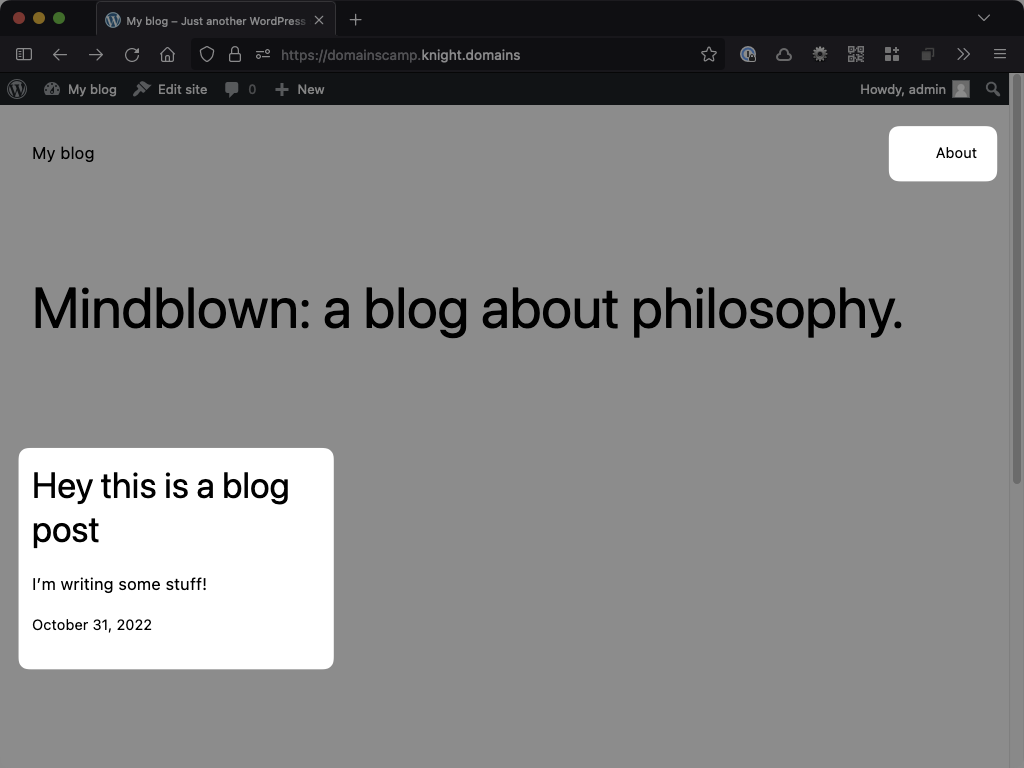 My blog – Just another WordPress
https://domainscamp.knight.domains
My blog Edit site 0 New Howdy, admin
My blog About
Mindblown: a blog about philosophy.
Hey this is a blog
post
I’m writing some stuff!
October 31, 2022